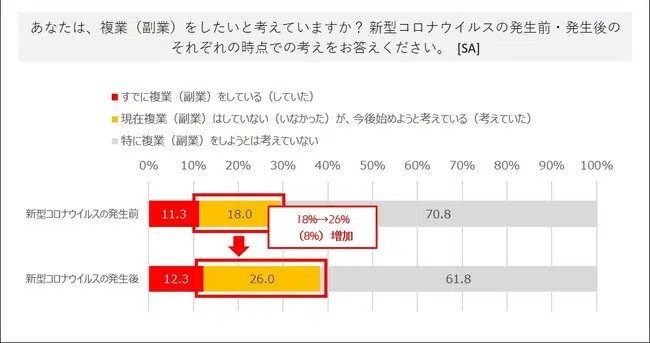 あなたは、複業（副業）をしたいと考えていますか？ 新型コロナウイルスの発生前・発生後の
それぞれの時点での考えをお答えください。 [SA]
すでに複業（副業）をしている（していた）
現在複業（副業）はしていない（いなかった）が、今後始めようと考えている（考えていた）
特に複業（副業）をしようとは考えていない
0% 10% 20% 30% 40% 50% 60% 70% 80% 90% 100%
新型コロナウイルスの発生前 11.3 18.0 70.8
18%→26%
（8%）増加
新型コロナウイルスの発生後 12.3 26.0 61.8